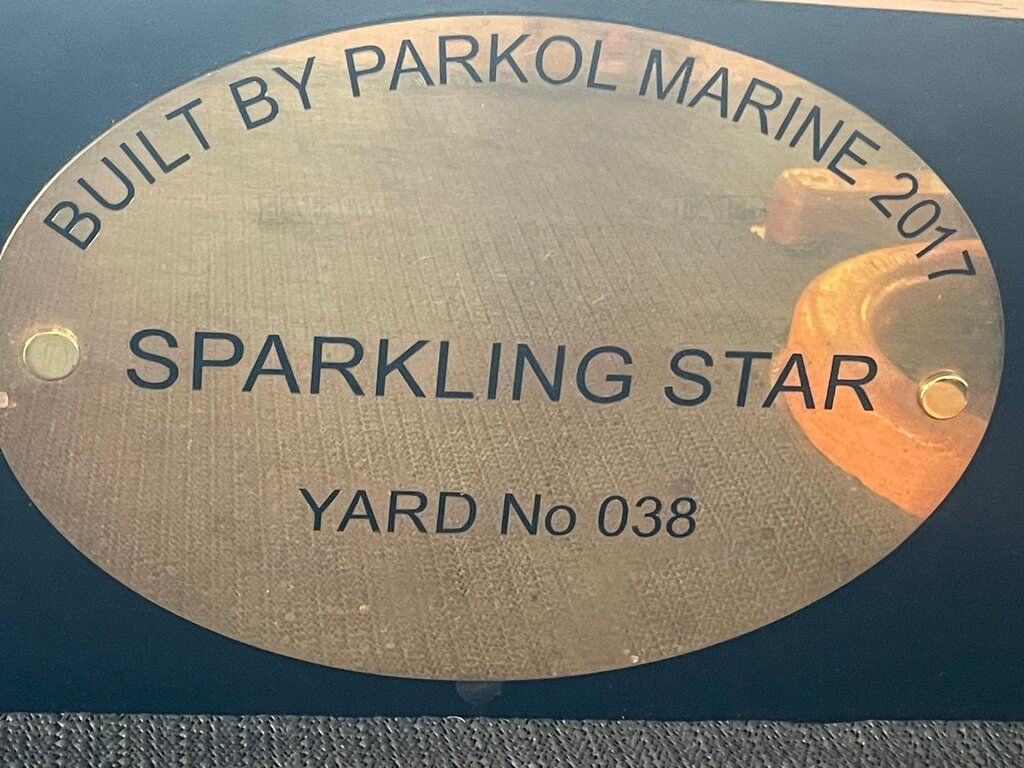 BUILT BY PARKOL MARINE 2017
SPARKLING STAR
YARD No 038